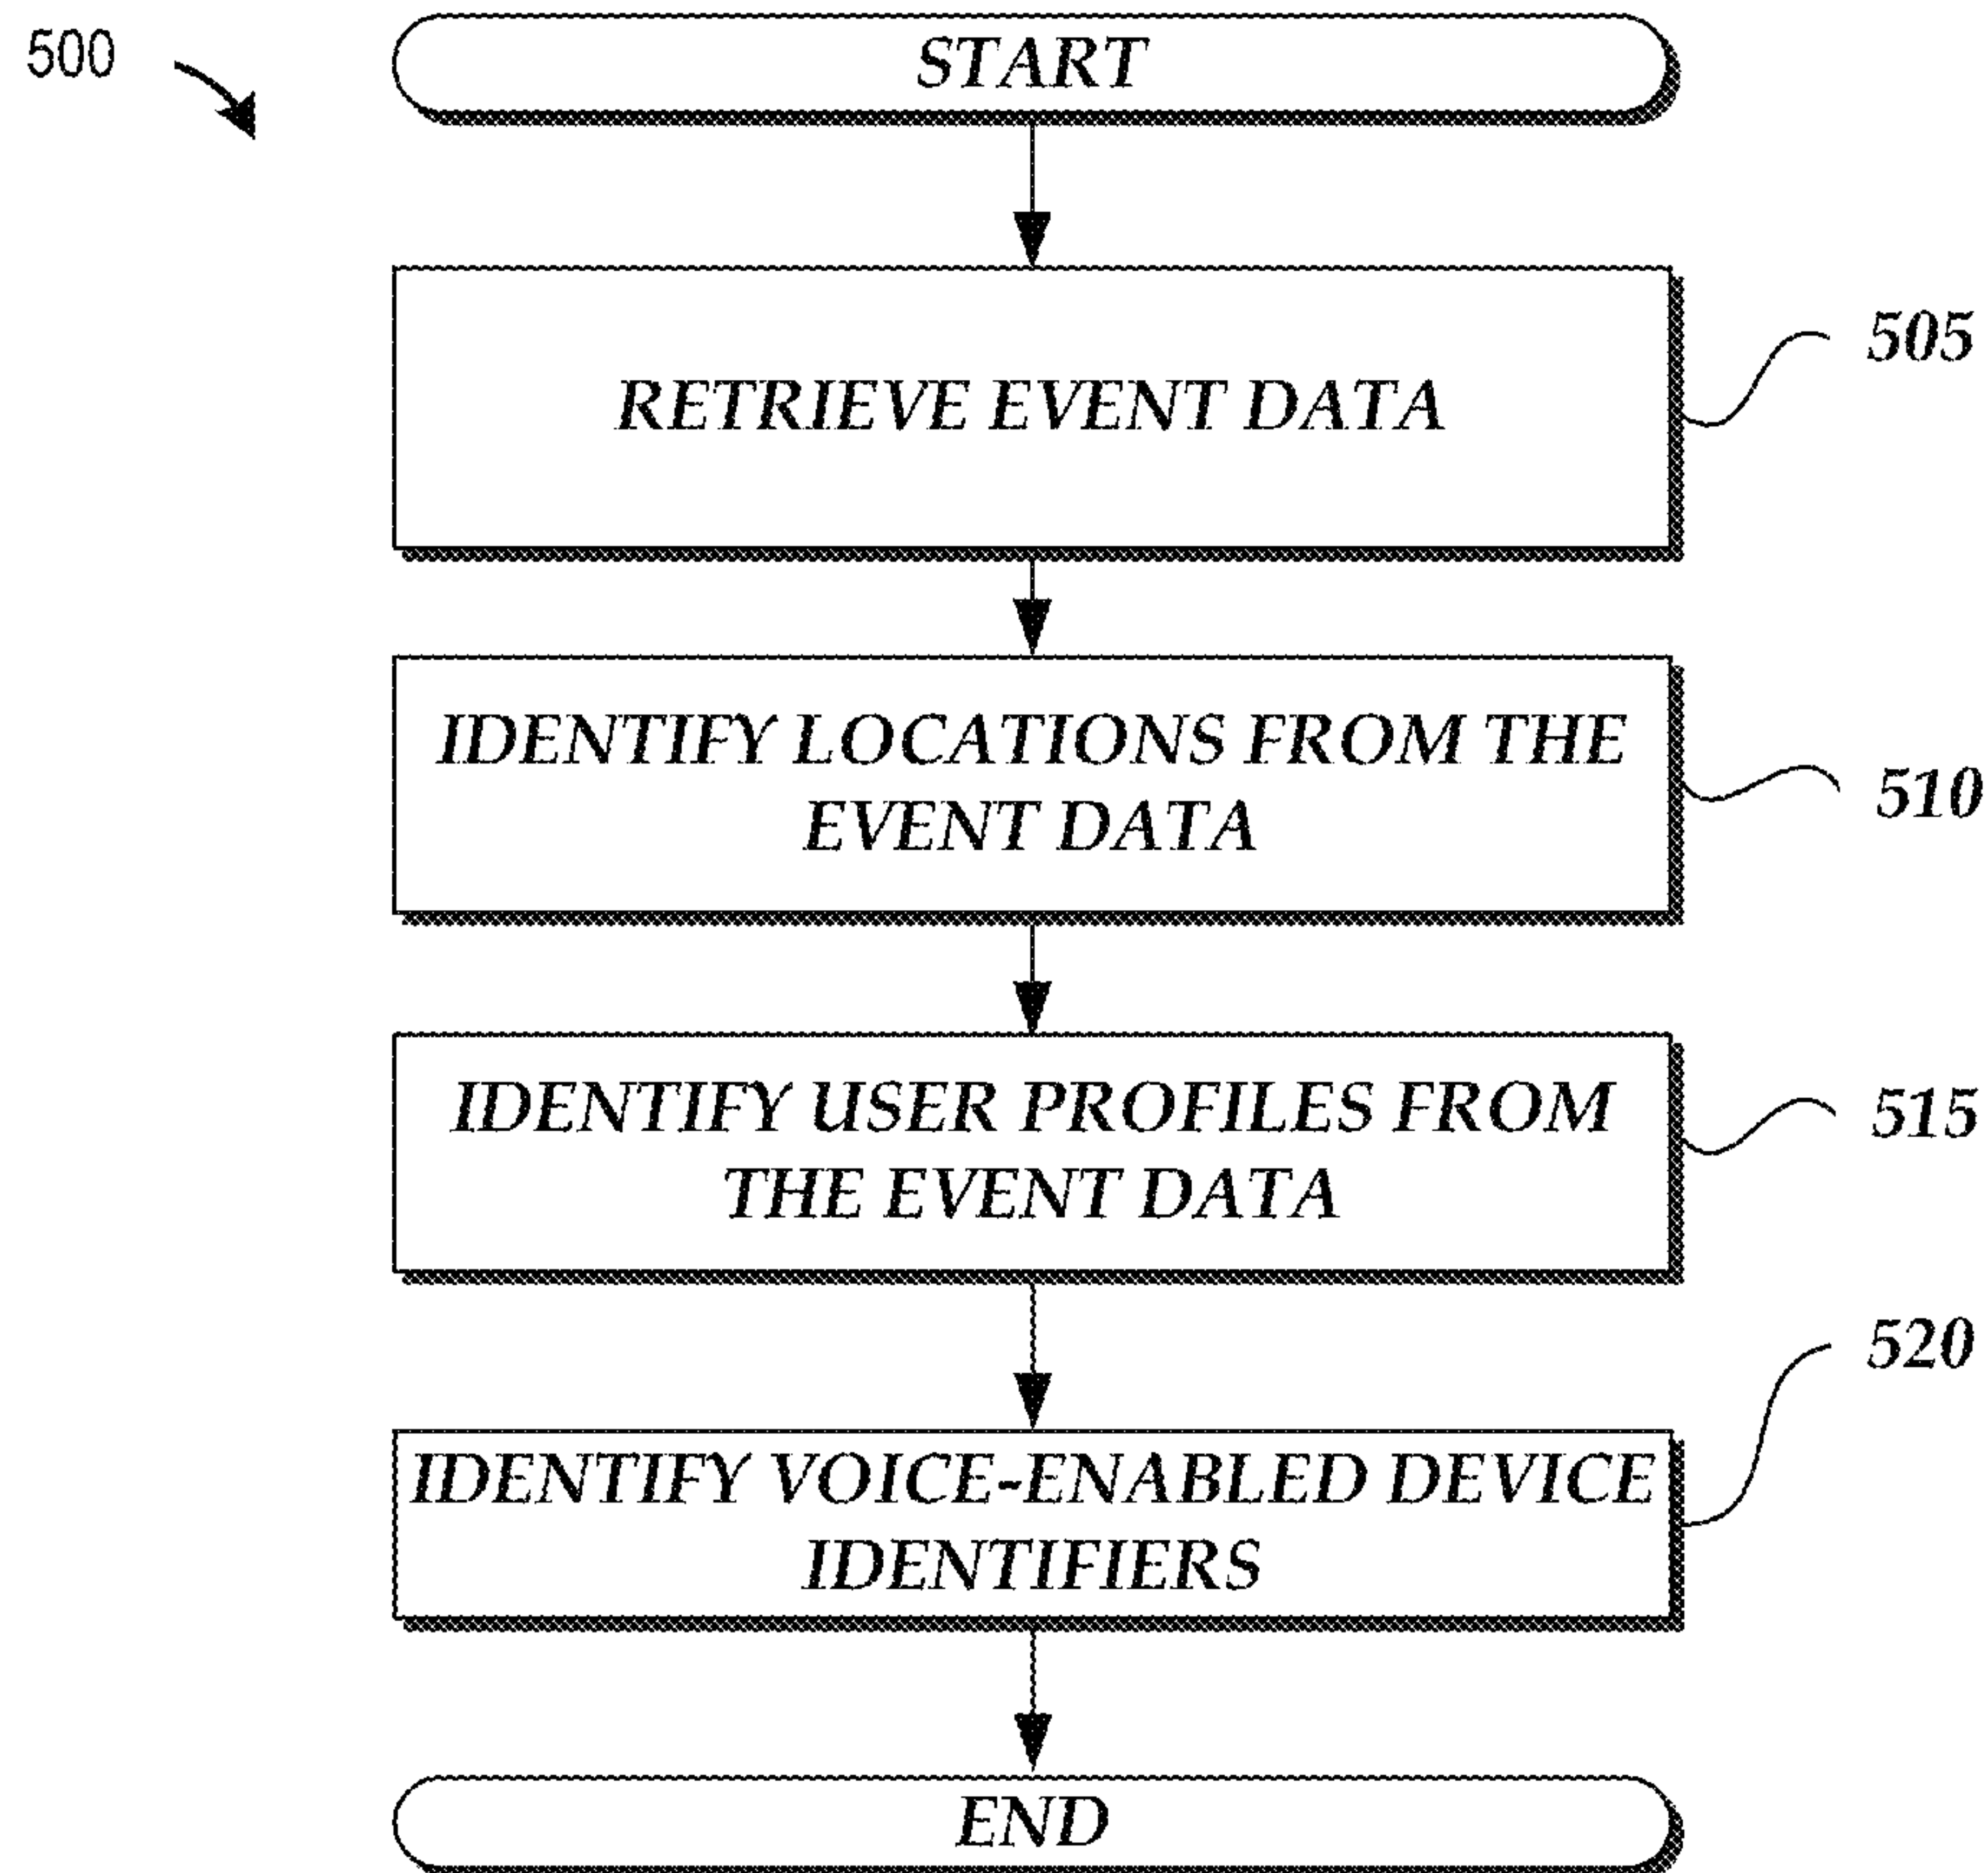 500
START
RETRIEVE EVENT DATA
505
IDENTIFY LOCATIONS FROM THE
EVENT DATA
510
IDENTIFY USER PROFILES FROM
THE EVENT DATA
515
IDENTIFY VOICE-ENABLED DEVICE
IDENTIFIERS
520
END